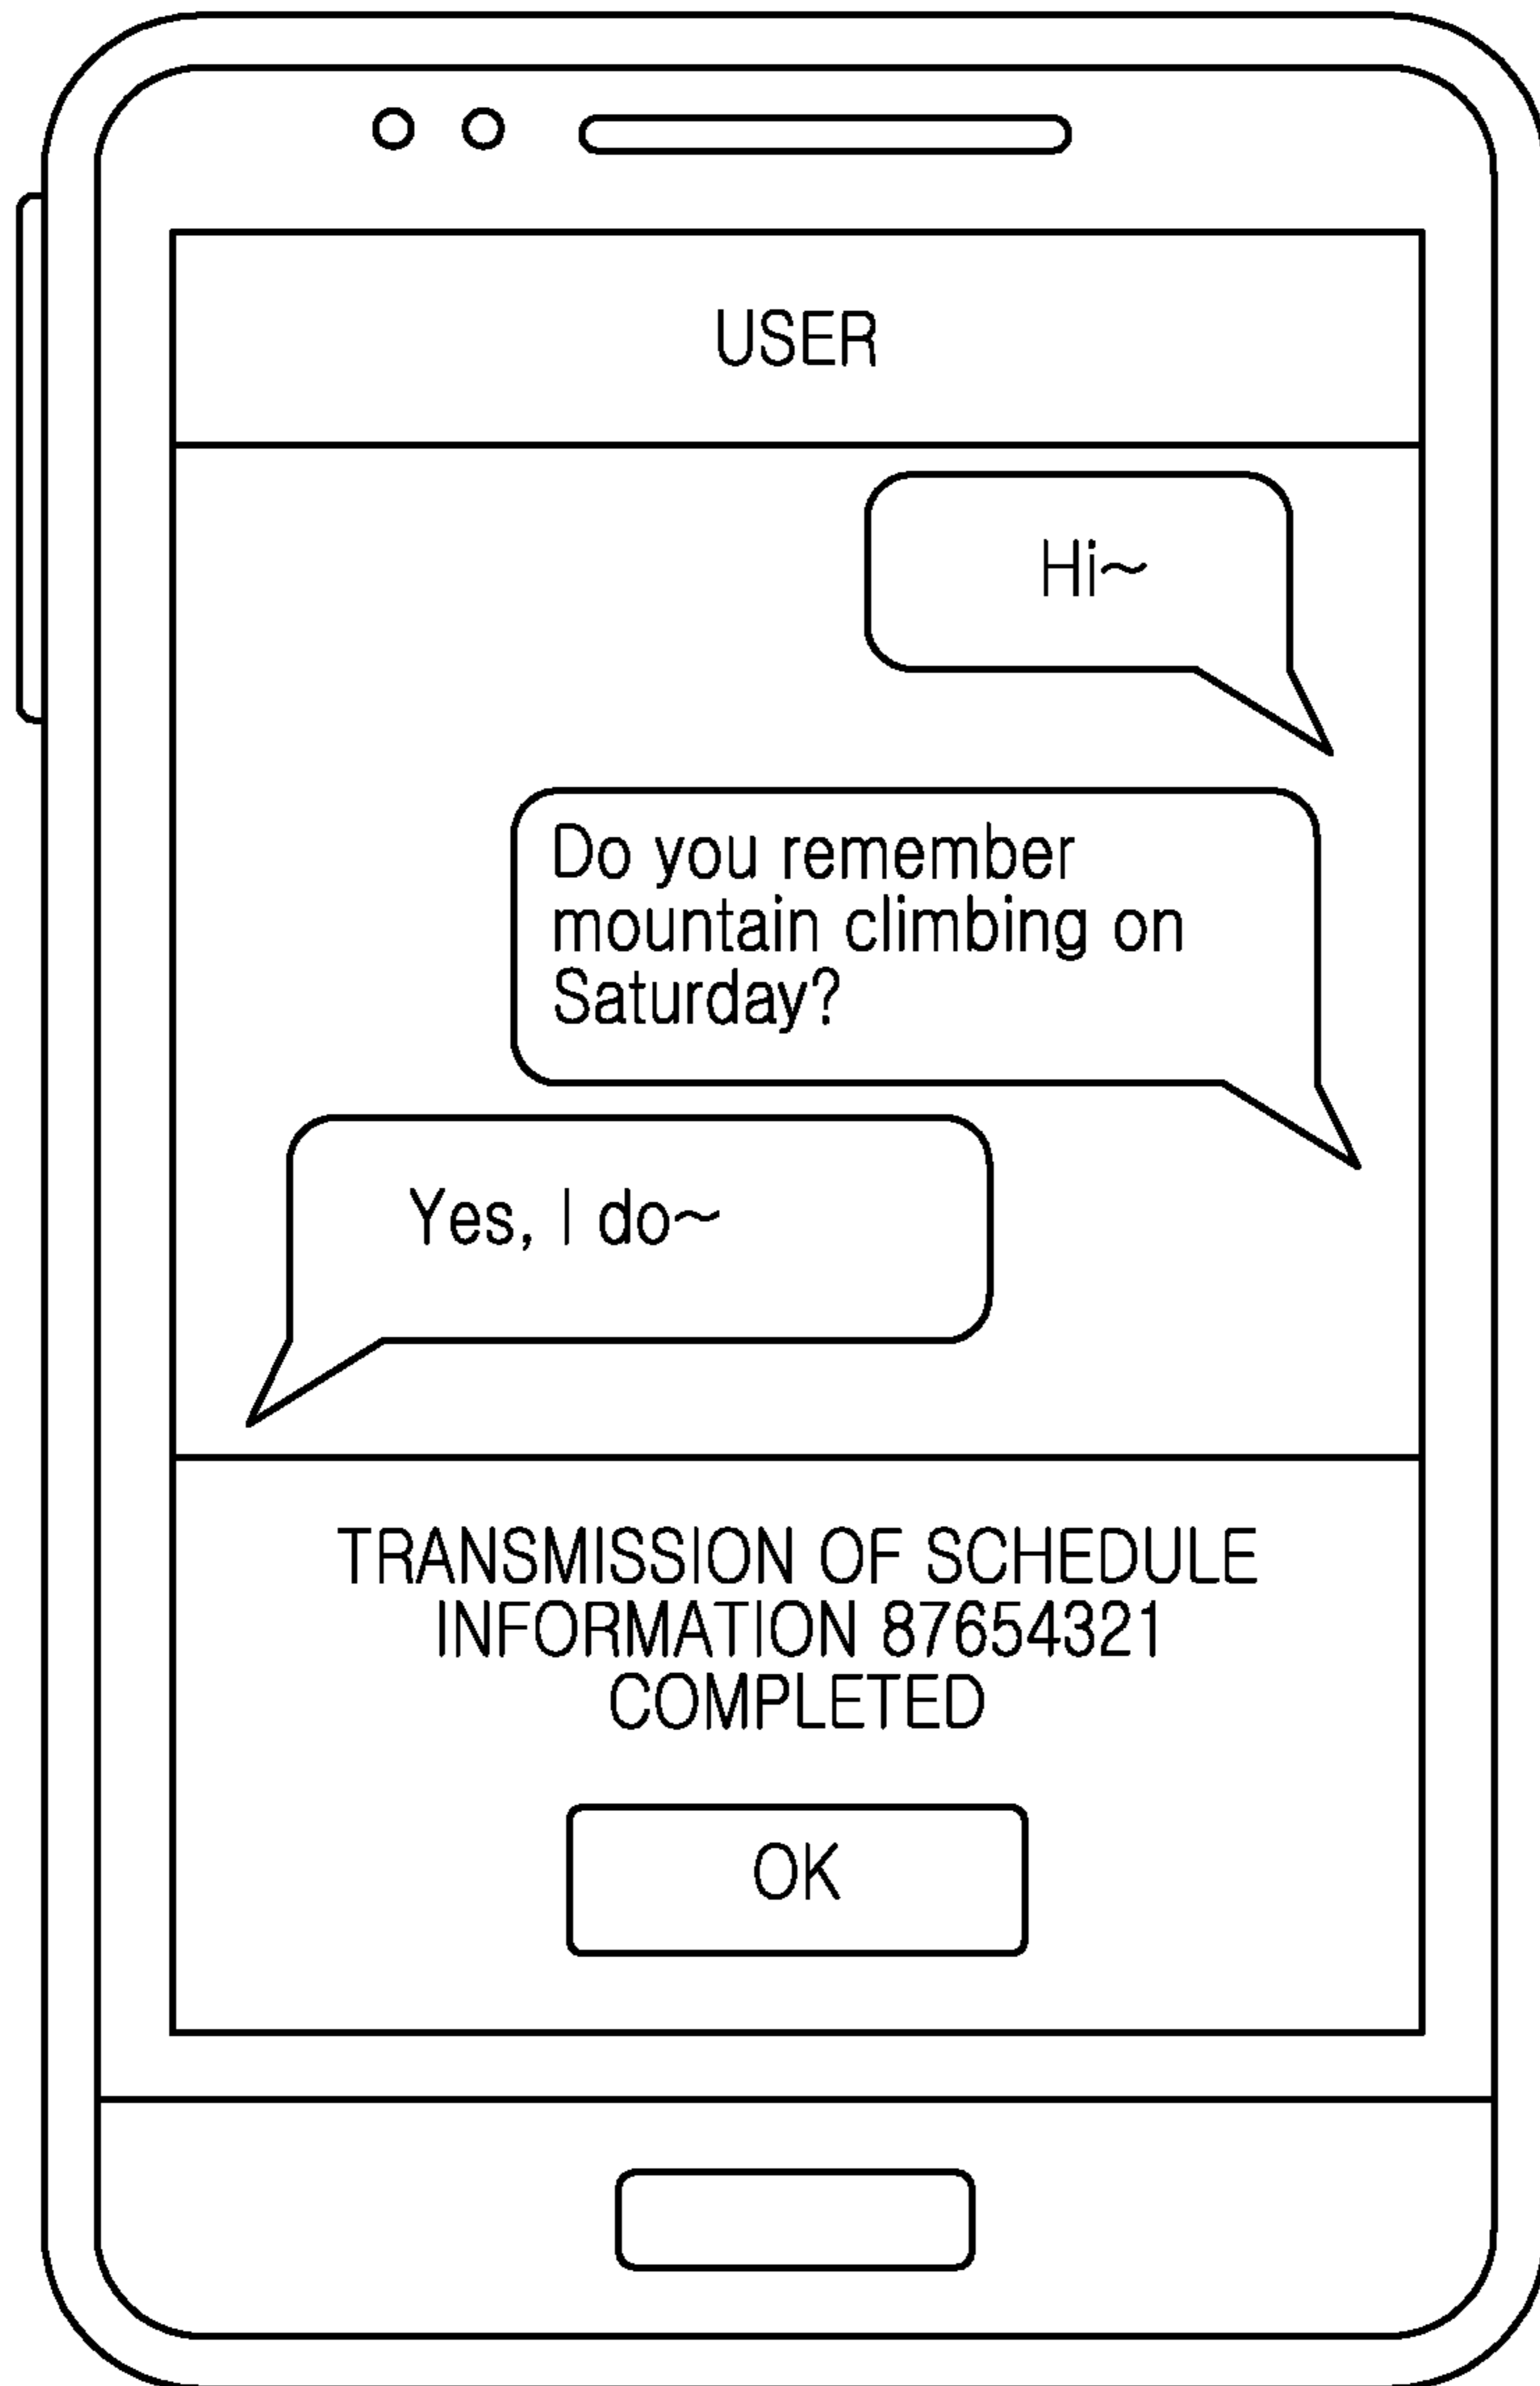 USER
Hi~
Do you remember
mountain climbing on
Saturday?
Yes, I do~
TRANSMISSION OF SCHEDULE
INFORMATION 87654321
COMPLETED
OK